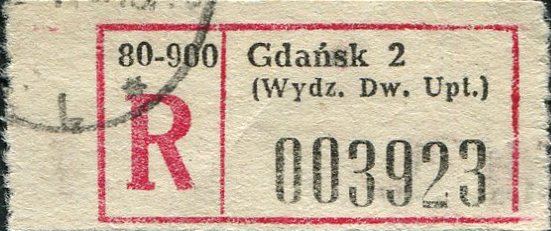 80-900 Gdańsk 2
(Wydz. Dw. Upt.)
R 003923